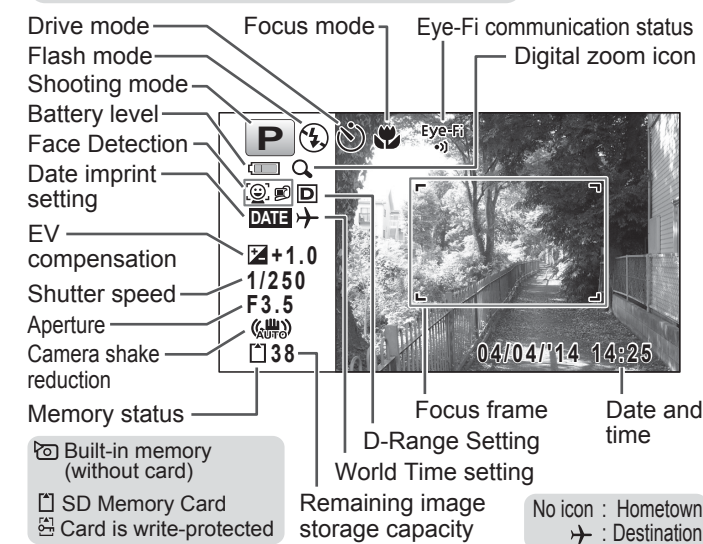 Drive mode
Flash mode
Shooting mode
Battery level
Face Detection
Date imprint
setting
EV
compensation
Shutter speed
Aperture
Camera shake
reduction
Memory status
Focus mode
Eye-Fi communication status
Digital zoom icon
P
Eye-Fi
D
DATE
+1.0
1/250
F3.5
AUTO
38
04/04/'14 14:25
Focus frame
Date and
time
D-Range Setting
World Time setting
Remaining image
storage capacity
Built-in memory
(without card)
SD Memory Card
Card is write-protected
No icon : Hometown
: Destination